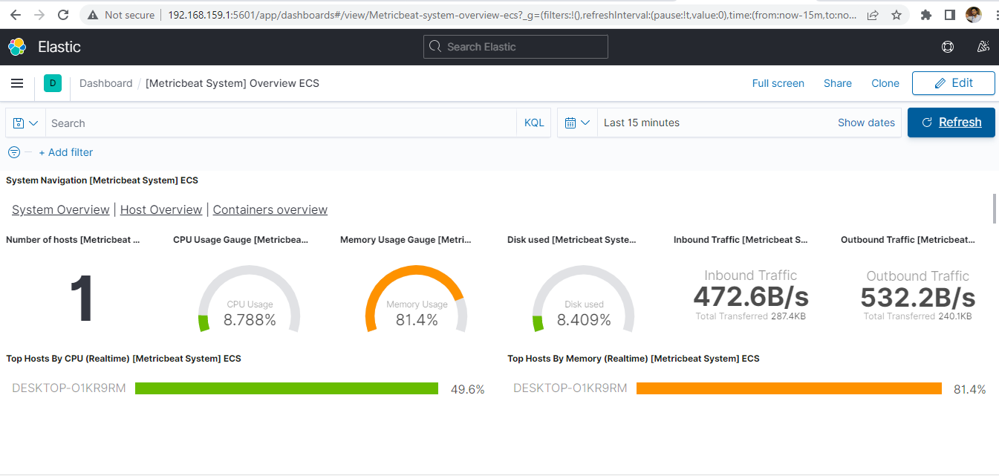 Not secure | 192.168.159.1:5601/app/dashboards#/view/Metricbeat-system-overview-ecs?_g=(filters:!(),refreshInterval:(pause:!t,value:0),time:(from:now-15m,to:no...
Elastic
Search Elastic
D
Dashboard / [Metricbeat System] Overview ECS
Full screen
Share
Clone
Edit
Search
KQL
Last 15 minutes
Show dates
Refresh
+ Add filter
System Navigation [Metricbeat System] ECS
System Overview | Host Overview | Containers overview
Number of hosts [Metricbeat ...
1
CPU Usage Gauge [Metricbea...
CPU Usage
8.788%
Memory Usage Gauge [Metri...
Memory Usage
81.4%
Disk used [Metricbeat Syste...
Disk used
8.409%
Inbound Traffic [Metricbeat S...
Inbound Traffic
472.6B/s
Total Transferred 287.4KB
Outbound Traffic [Metricbeat...
Outbound Traffic
532.2B/s
Total Transferred 240.1KB
Top Hosts By CPU (Realtime) [Metricbeat System] ECS
DESKTOP-O1KR9RM 49.6%
Top Hosts By Memory (Realtime) [Metricbeat System] ECS
DESKTOP-O1KR9RM 81.4%